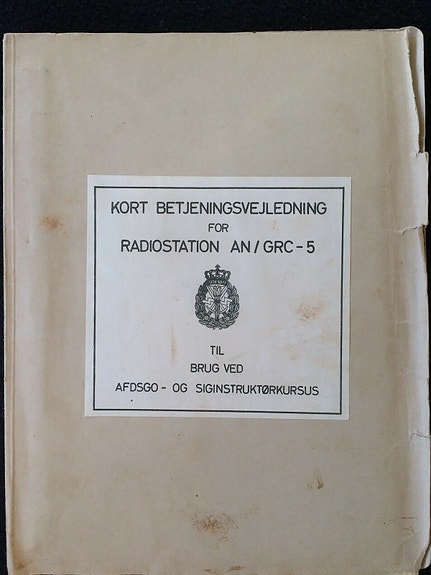 KORT BETJENINGSVEJLEDNING
FOR
RADIOSTATION AN/GRC-5
TIL
BRUG VED
AFDSGO- OG SIGINSTRUKTØRKURSUS